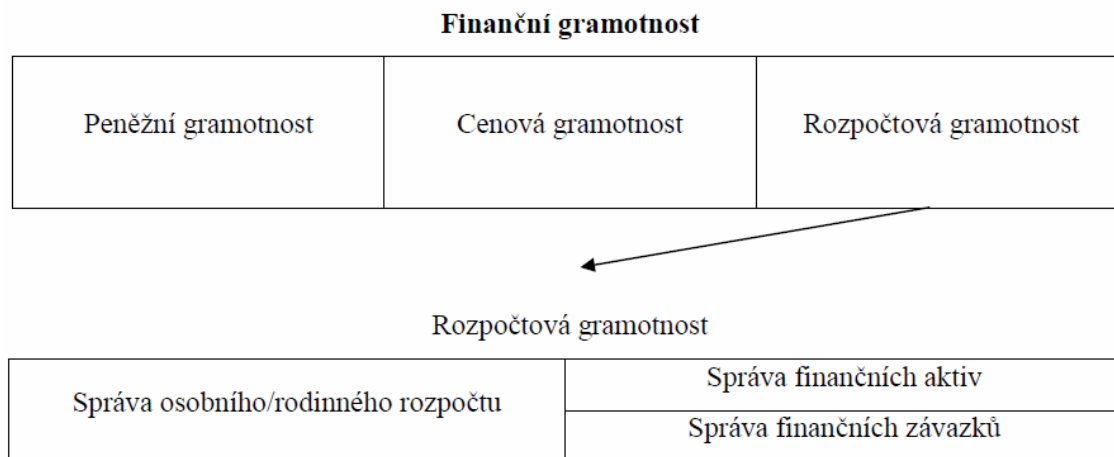 Finanční gramotnost
Peněžní gramotnost
Cenová gramotnost
Rozpočtová gramotnost
Rozpočtová gramotnost
Správa osobního/rodinného rozpočtu
Správa finančních aktiv
Správa finančních závazků